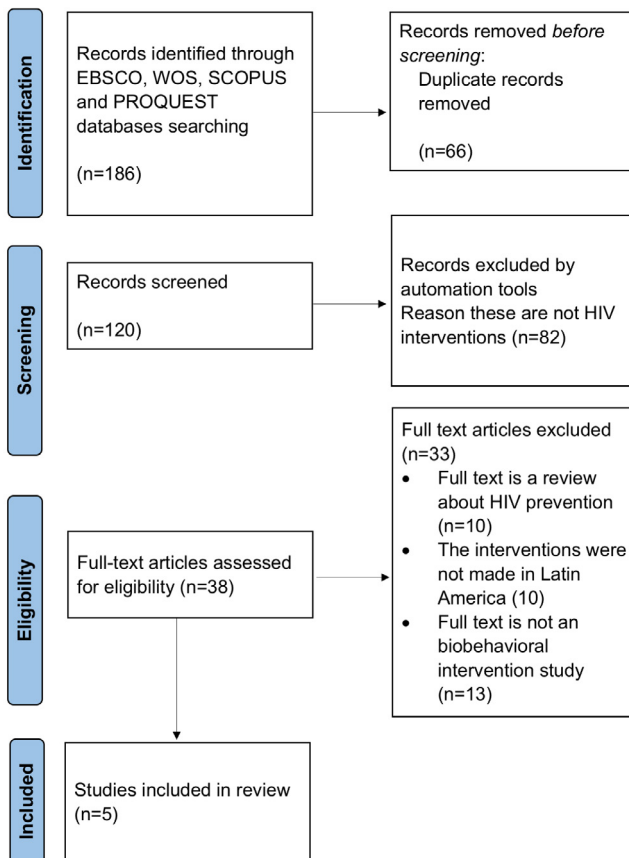 Identification
Records identified through
EBSCO, WOS, SCOPUS
and PROQUEST
databases searching
(n=186)
Records removed before
screening:
Duplicate records
removed
(n=66)
Screening
Records screened
(n=120)
Records excluded by
automation tools
Reason these are not HIV
interventions (n=82)
Eligibility
Full-text articles assessed
for eligibility (n=38)
Full text articles excluded
(n=33)
• Full text is a review
about HIV prevention
(n=10)
• The interventions were
not made in Latin
America (10)
• Full text is not an
biobehavioral
intervention study
(n=13)
Included
Studies included in review
(n=5)